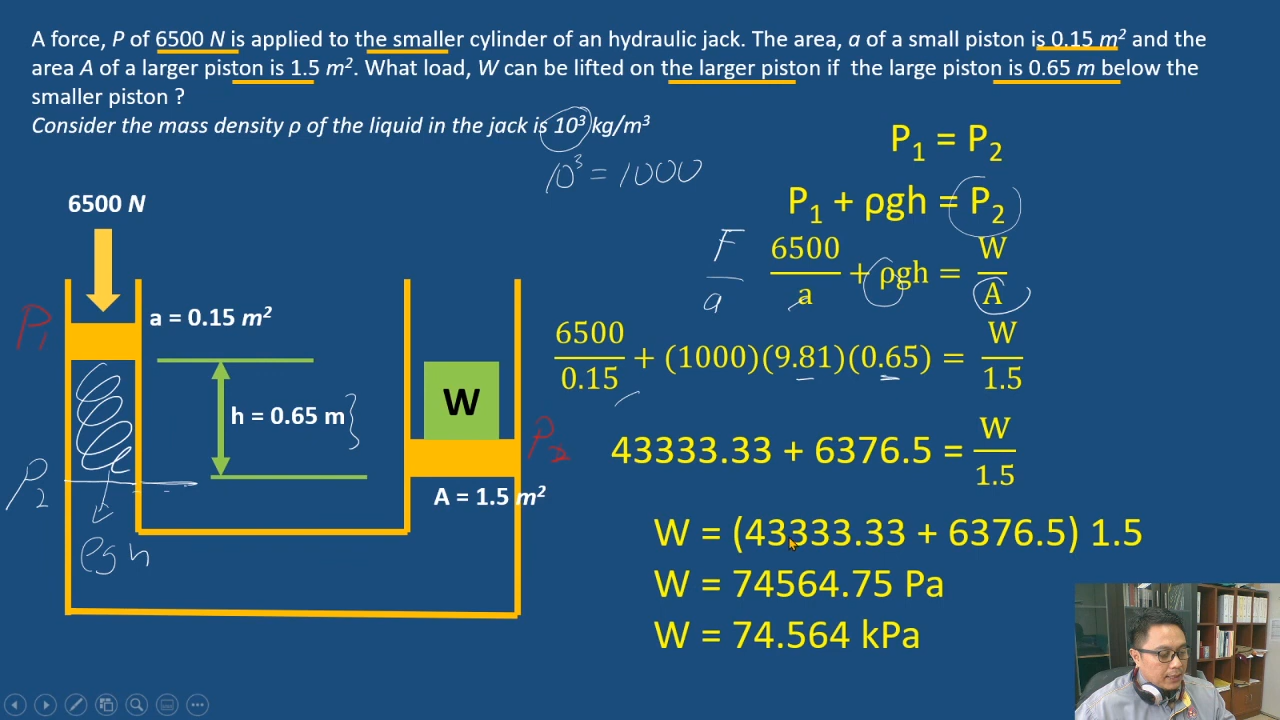 A force, P of 6500 N is applied to the smaller cylinder of an hydraulic jack. The area, a of a small piston is 0.15 m² and the
area A of a larger piston is 1.5 m². What load, W can be lifted on the larger piston if the large piston is 0.65 m below the
smaller piston ?
Consider the mass density ρ of the liquid in the jack is 10³ kg/m³
10³ = 1000
6500 N
P₁
a = 0.15 m²
h = 0.65 m
W
P₂
A = 1.5 m²
P₂
ρgh
P₁ = P₂
P₁ + ρgh = P₂
F/a
6500/a + ρgh = W/A
6500/0.15 + (1000)(9.81)(0.65) = W/1.5
43333.33 + 6376.5 = W/1.5
W = (43333.33 + 6376.5) 1.5
W = 74564.75 Pa
W = 74.564 kPa